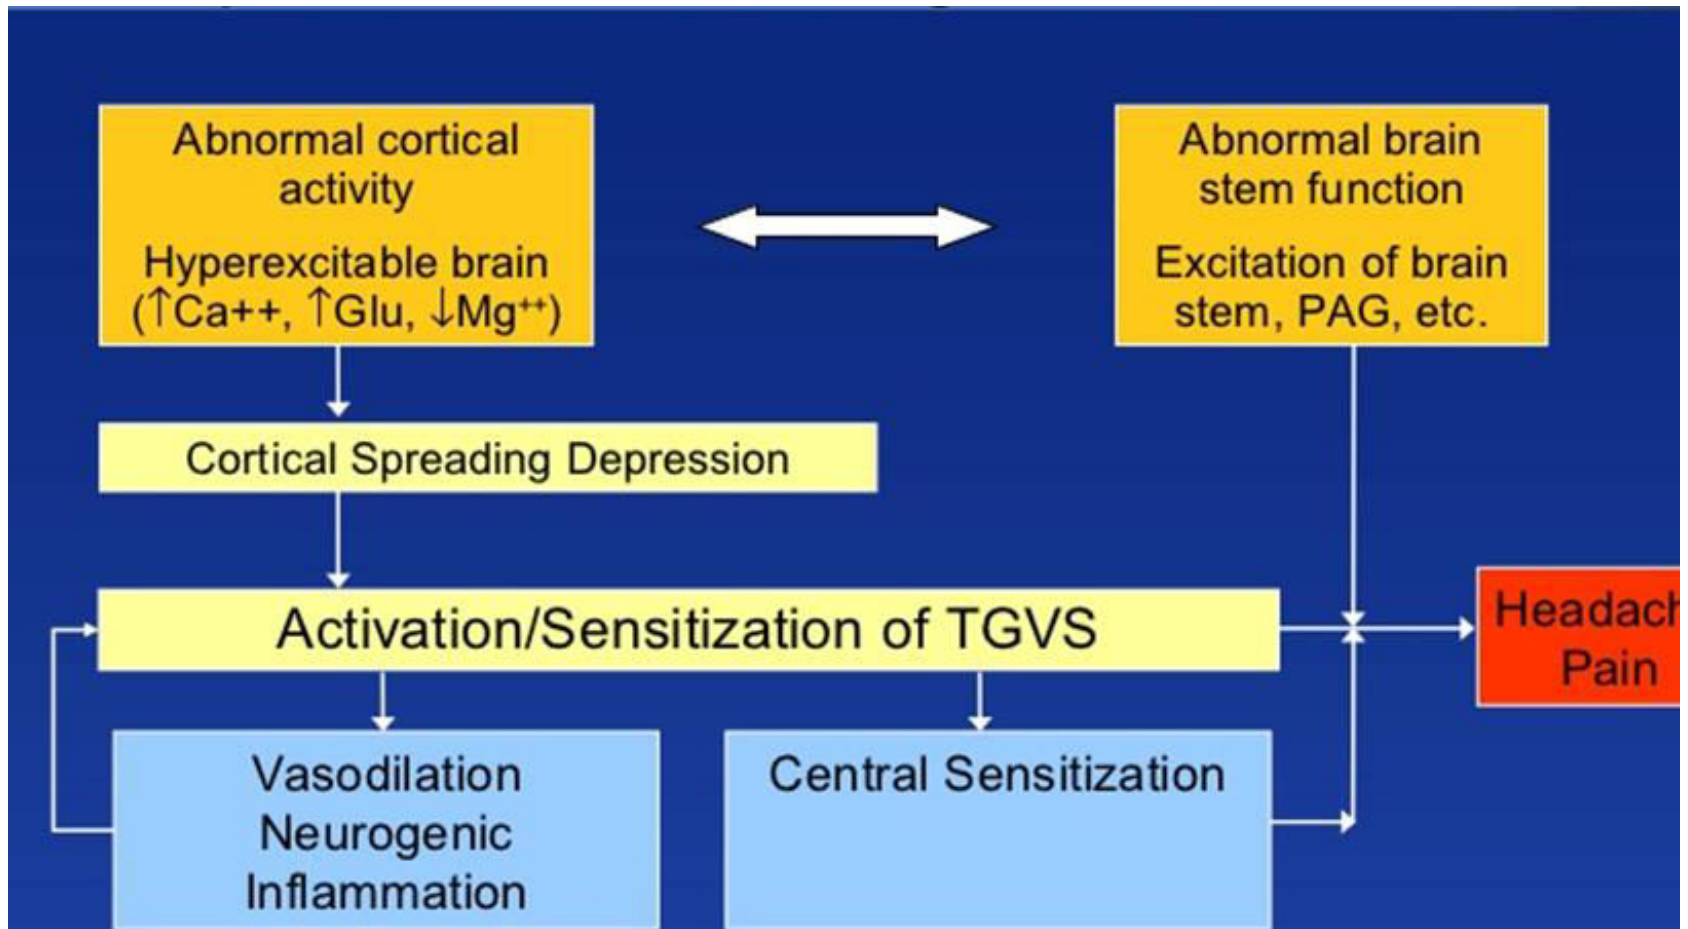 Abnormal cortical
activity
Hyperexcitable brain
(↑Ca++, ↑Glu, ↓Mg⁺⁺)
Abnormal brain
stem function
Excitation of brain
stem, PAG, etc.
Cortical Spreading Depression
Activation/Sensitization of TGVS
Headach
Pain
Vasodilation
Neurogenic
Inflammation
Central Sensitization